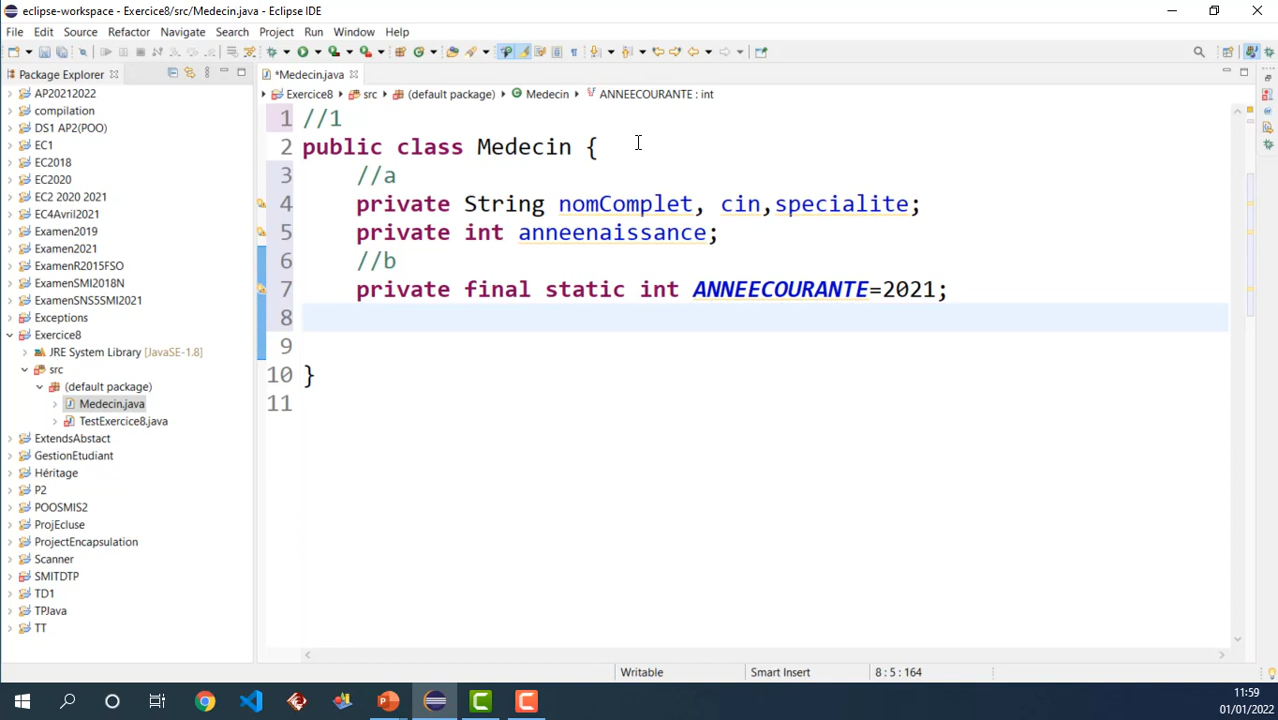 eclipse-workspace - Exercice8/src/Medecin.java - Eclipse IDE
File Edit Source Refactor Navigate Search Project Run Window Help
Package Explorer
*Medecin.java
Exercice8 src (default package) Medecin ANNEECOURANTE : int
AP20212022
compilation
DS1 AP2(POO)
EC1
EC2018
EC2020
EC2 2020 2021
EC4Avril2021
Examen2019
Examen2021
ExamenR2015FSO
ExamenSMI2018N
ExamenSNS5SMI2021
Exceptions
Exercice8
JRE System Library [JavaSE-1.8]
src
(default package)
Medecin.java
TestExercice8.java
ExtendsAbstact
GestionEtudiant
Héritage
P2
POOSMIS2
ProjEcluse
ProjectEncapsulation
Scanner
SMITDTP
TD1
TPJava
TT
1 //1
2 public class Medecin {
3 //a
4 private String nomComplet, cin,specialite;
5 private int anneenaissance;
6 //b
7 private final static int ANNEECOURANTE=2021;
8
9
10 }
11
Writable Smart Insert 8 : 5 : 164
11:59
01/01/2022